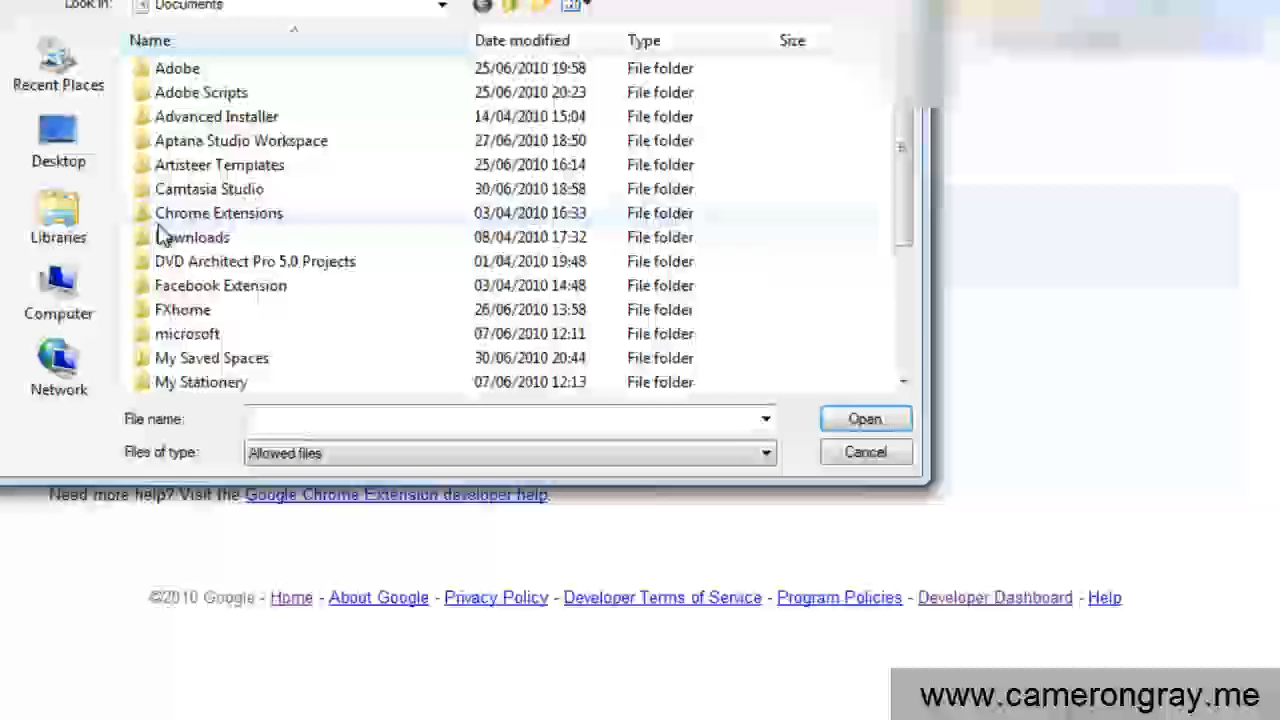 Look in: Documents
Name Date modified Type Size
Recent Places
Desktop
Libraries
Computer
Network
Adobe 25/06/2010 19:58 File folder
Adobe Scripts 25/06/2010 20:23 File folder
Advanced Installer 14/04/2010 15:04 File folder
Aptana Studio Workspace 27/06/2010 18:50 File folder
Artisteer Templates 25/06/2010 16:14 File folder
Camtasia Studio 30/06/2010 18:58 File folder
Chrome Extensions 03/04/2010 16:33 File folder
Downloads 08/04/2010 17:32 File folder
DVD Architect Pro 5.0 Projects 01/04/2010 19:48 File folder
Facebook Extension 03/04/2010 14:48 File folder
FXhome 26/06/2010 13:58 File folder
microsoft 07/06/2010 12:11 File folder
My Saved Spaces 30/06/2010 20:44 File folder
My Stationery 07/06/2010 12:13 File folder
File name: Open
Files of type: Allowed files Cancel
Need more help? Visit the Google Chrome Extension developer help.
©2010 Google - Home - About Google - Privacy Policy - Developer Terms of Service - Program Policies - Developer Dashboard - Help
www.camerongray.me